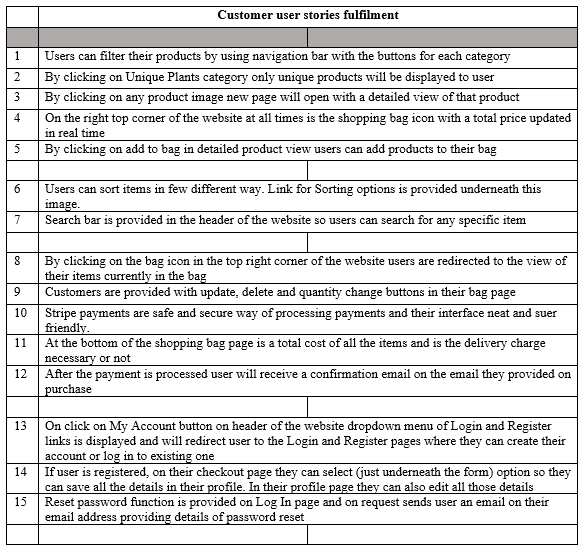 Customer user stories fulfilment
1 Users can filter their products by using navigation bar with the buttons for each category
2 By clicking on Unique Plants category only unique products will be displayed to user
3 By clicking on any product image new page will open with a detailed view of that product
4 On the right top corner of the website at all times is the shopping bag icon with a total price updated
in real time
5 By clicking on add to bag in detailed product view users can add products to their bag
6 Users can sort items in few different way. Link for Sorting options is provided underneath this
image.
7 Search bar is provided in the header of the website so users can search for any specific item
8 By clicking on the bag icon in the top right corner of the website users are redirected to the view of
their items currently in the bag
9 Customers are provided with update, delete and quantity change buttons in their bag page
10 Stripe payments are safe and secure way of processing payments and their interface neat and suer
friendly.
11 At the bottom of the shopping bag page is a total cost of all the items and is the delivery charge
necessary or not
12 After the payment is processed user will receive a confirmation email on the email they provided on
purchase
13 On click on My Account button on header of the website dropdown menu of Login and Register
links is displayed and will redirect user to the Login and Register pages where they can create their
account or log in to existing one
14 If user is registered, on their checkout page they can select (just underneath the form) option so they
can save all the details in their profile. In their profile page they can also edit all those details
15 Reset password function is provided on Log In page and on request sends user an email on their
email address providing details of password reset